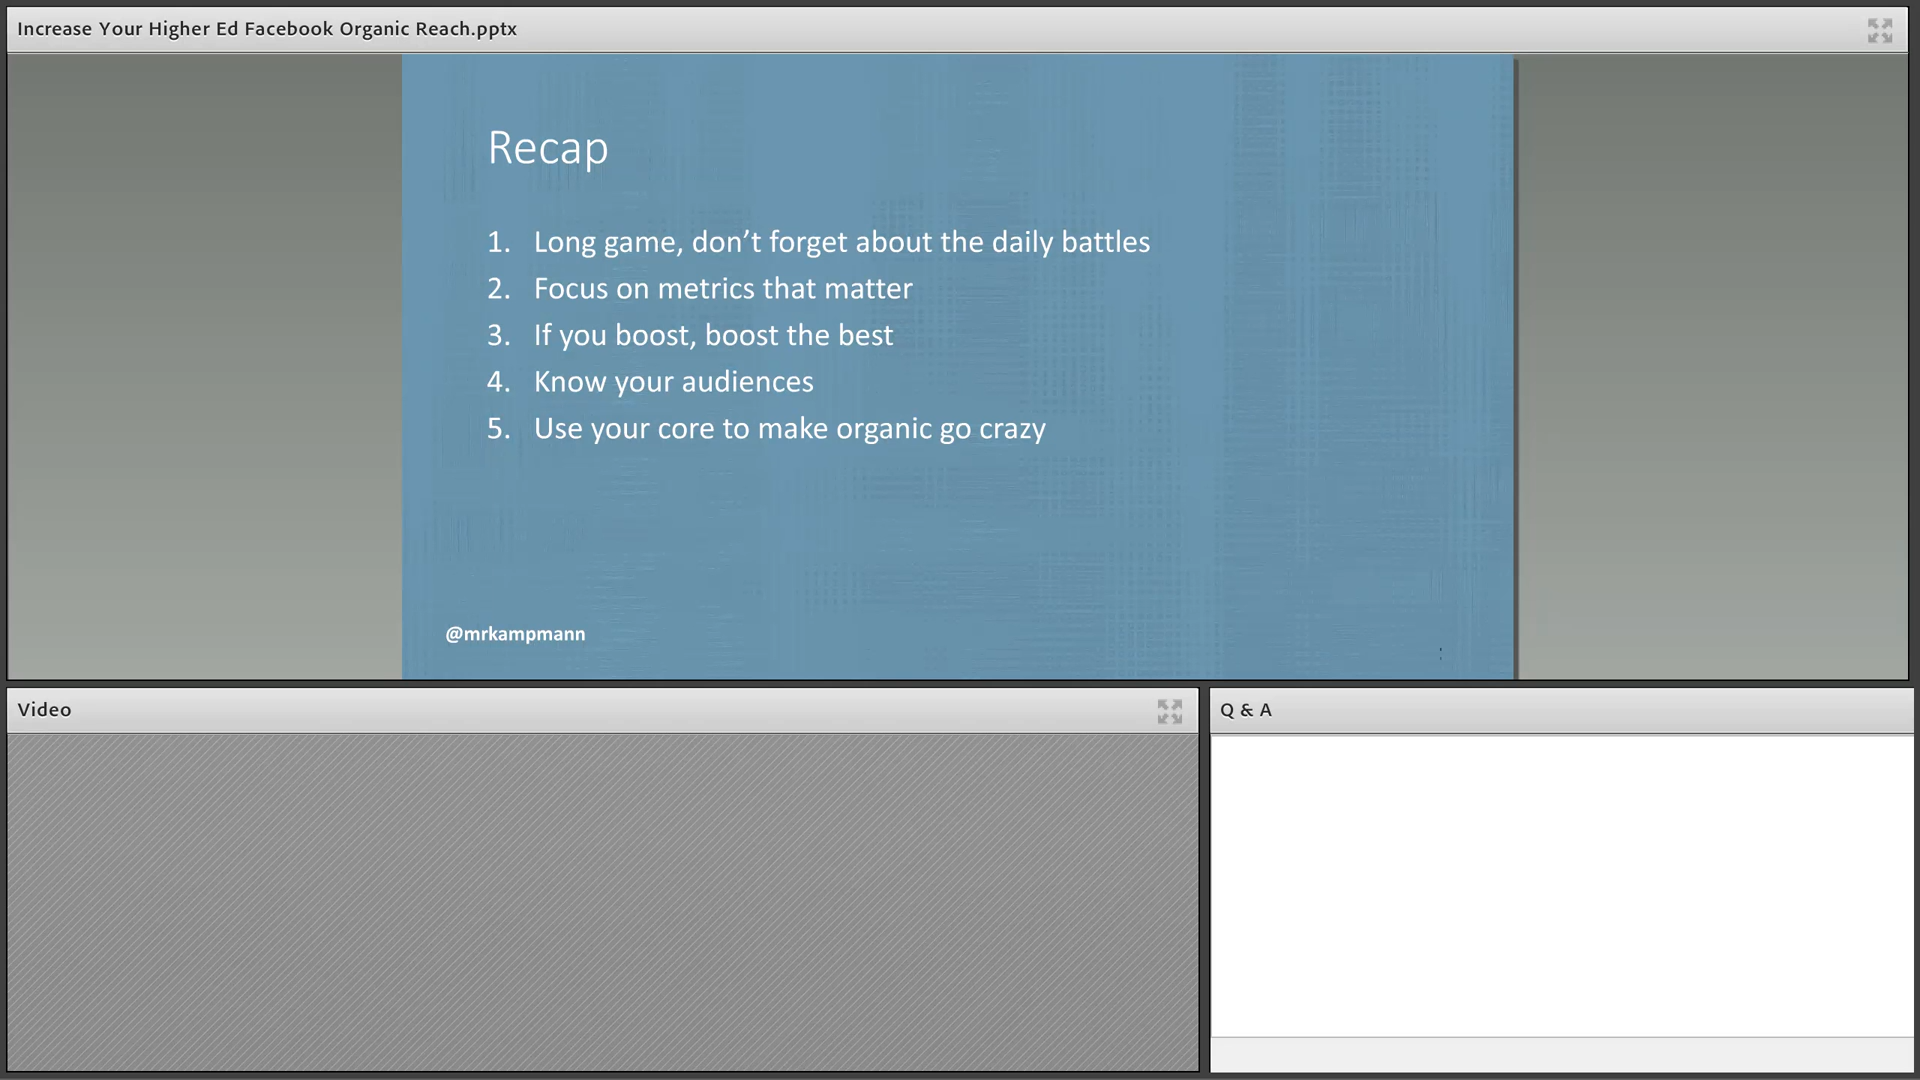 Increase Your Higher Ed Facebook Organic Reach.pptx
Recap
1. Long game, don’t forget about the daily battles
2. Focus on metrics that matter
3. If you boost, boost the best
4. Know your audiences
5. Use your core to make organic go crazy
@mrkampmann
Video
Q & A